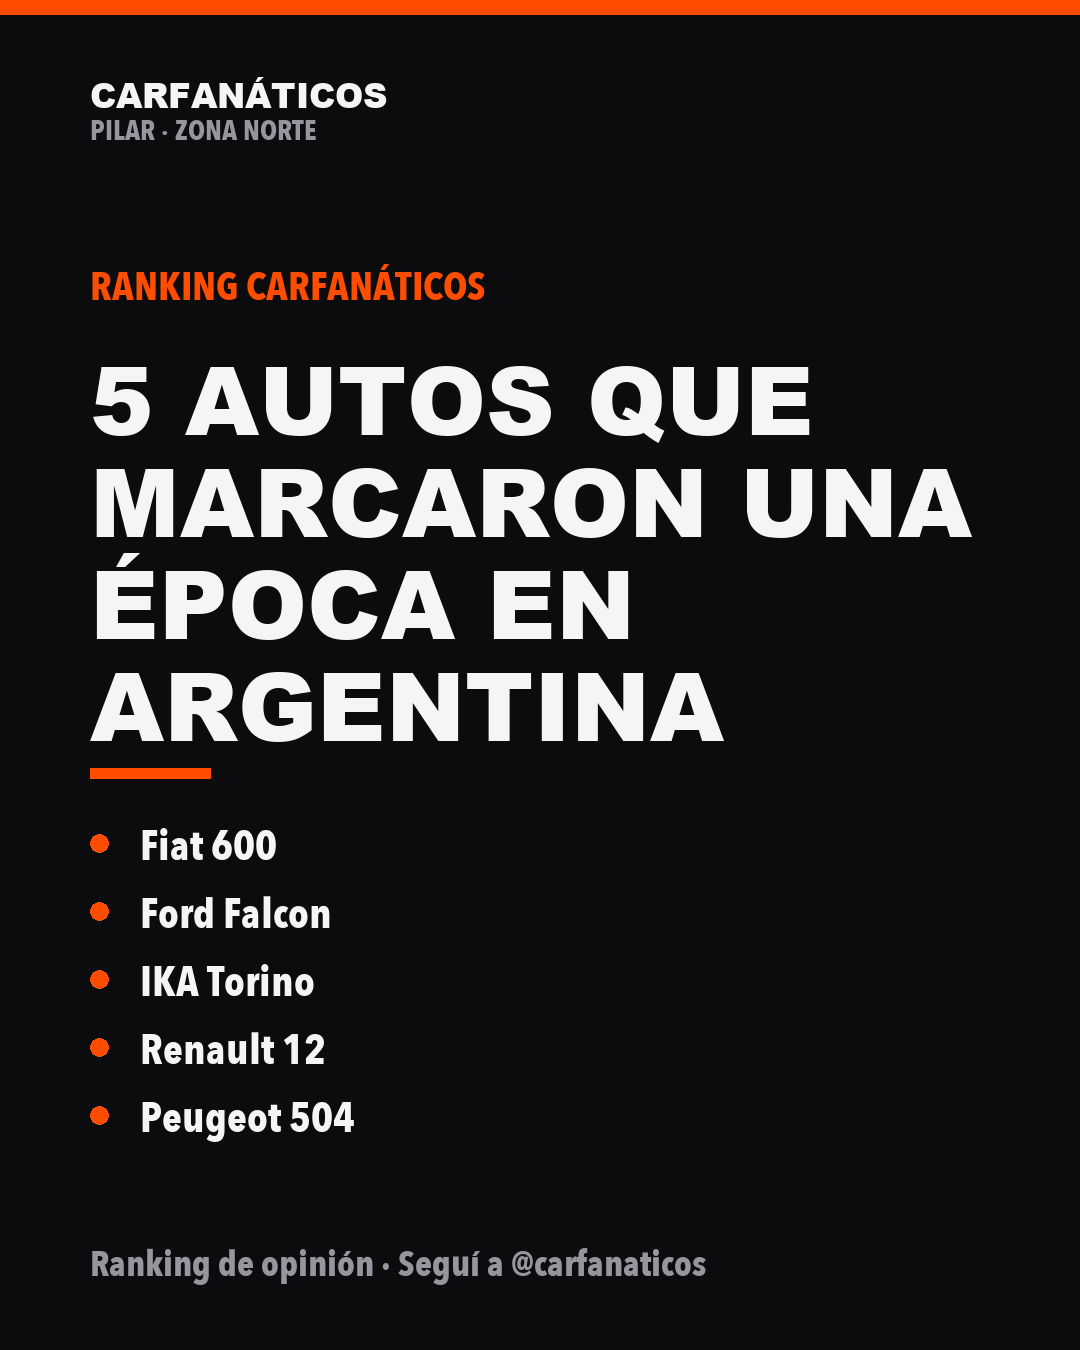 CARFANÁTICOS
PILAR · ZONA NORTE
RANKING CARFANÁTICOS
5 AUTOS QUE
MARCARON UNA
ÉPOCA EN
ARGENTINA
• Fiat 600
• Ford Falcon
• IKA Torino
• Renault 12
• Peugeot 504
Ranking de opinión · Seguí a @carfanaticos